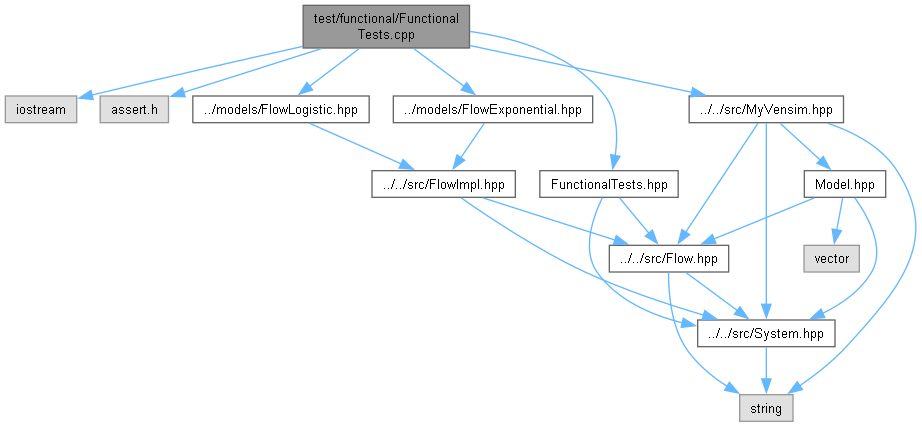 test/functional/Functional
Tests.cpp
iostream
assert.h
../models/FlowLogistic.hpp
../models/FlowExponential.hpp
../../src/MyVensim.hpp
../../src/FlowImpl.hpp
FunctionalTests.hpp
Model.hpp
../../src/Flow.hpp
vector
../../src/System.hpp
string